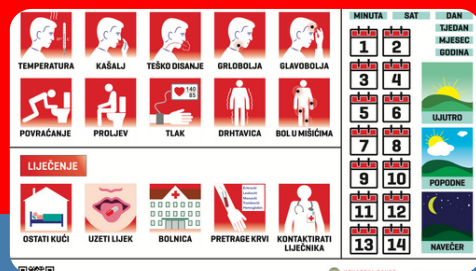 MINUTA SAT DAN
TJEDAN
MJESEC
GODINA
TEMPERATURA KAŠALJ TEŠKO DISANJE GRLOBOLJA GLAVOBOLJA
140
85
POVRAĆANJE PROLJEV TLAK DRHTAVICA BOL U MIŠIĆIMA
LIJEČENJE
OSTATI KUĆI UZETI LIJEK BOLNICA PRETRAGE KRVI KONTAKTIRATI
LIJEČNIKA
1 2
3 4
5 6
7 8
9 10
11 12
13 14
UJUTRO
POPODNE
NAVEČER